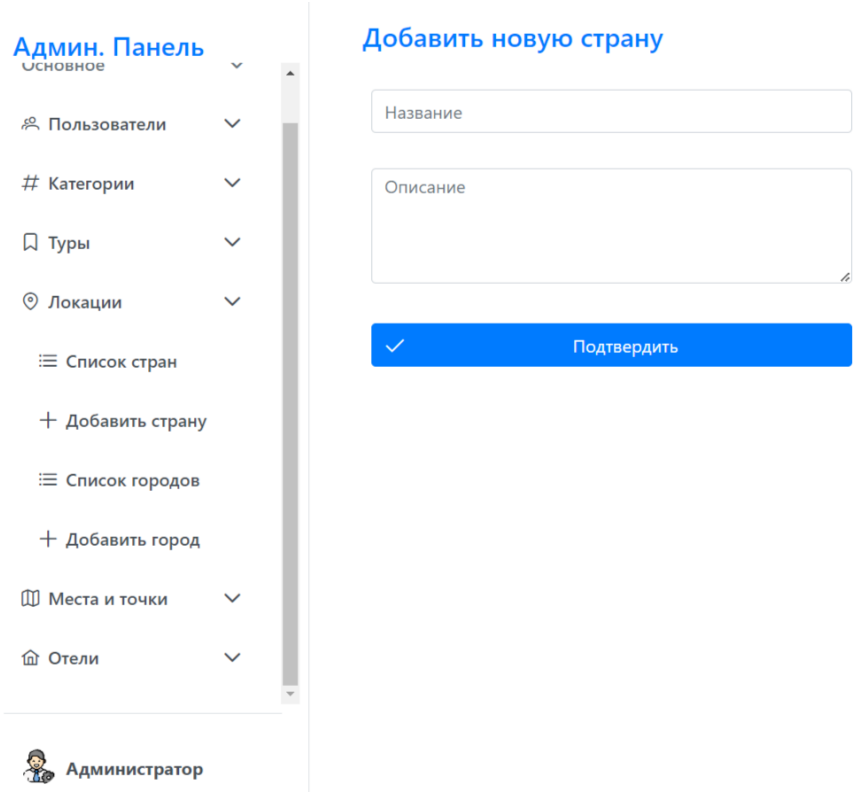 Админ. Панель
Основное
Пользователи
Категории
Туры
Локации
Список стран
Добавить страну
Список городов
Добавить город
Места и точки
Отели
Администратор
Добавить новую страну
Название
Описание
Подтвердить